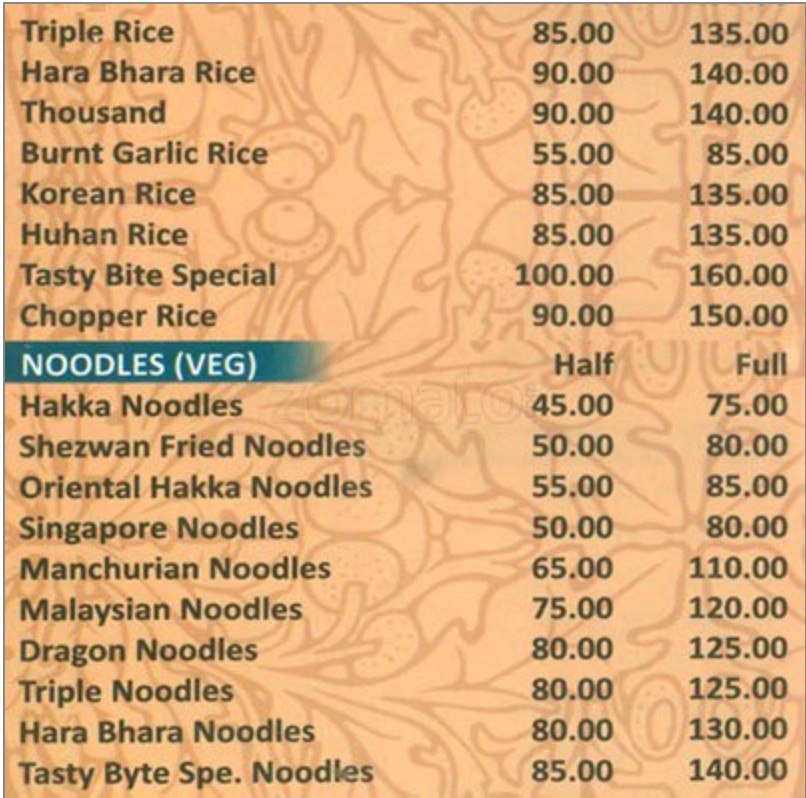 Triple Rice 85.00 135.00
Hara Bhara Rice 90.00 140.00
Thousand 90.00 140.00
Burnt Garlic Rice 55.00 85.00
Korean Rice 85.00 135.00
Huhan Rice 85.00 135.00
Tasty Bite Special 100.00 160.00
Chopper Rice 90.00 150.00
NOODLES (VEG) Half Full
Hakka Noodles 45.00 75.00
zomato
Shezwan Fried Noodles 50.00 80.00
Oriental Hakka Noodles 55.00 85.00
Singapore Noodles 50.00 80.00
Manchurian Noodles 65.00 110.00
Malaysian Noodles 75.00 120.00
Dragon Noodles 80.00 125.00
Triple Noodles 80.00 125.00
Hara Bhara Noodles 80.00 130.00
Tasty Byte Spe. Noodles 85.00 140.00